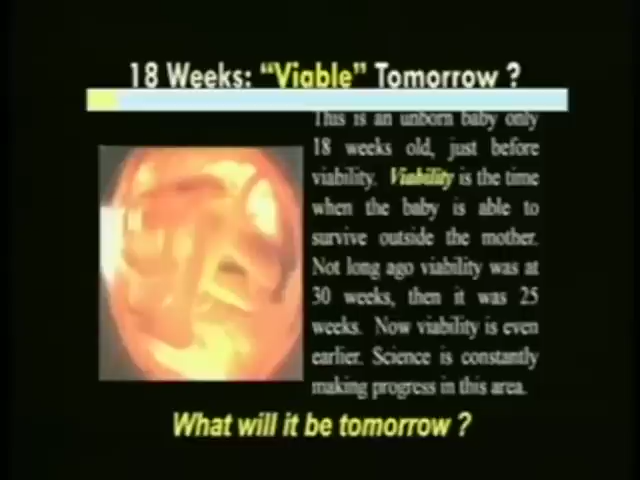 18 Weeks: “Viable” Tomorrow ?
This is an unborn baby only
18 weeks old, just before
viability. Viability is the time
when the baby is able to
survive outside the mother.
Not long ago viability was at
30 weeks, then it was 25
weeks. Now viability is even
earlier. Science is constantly
making progress in this area.
What will it be tomorrow ?